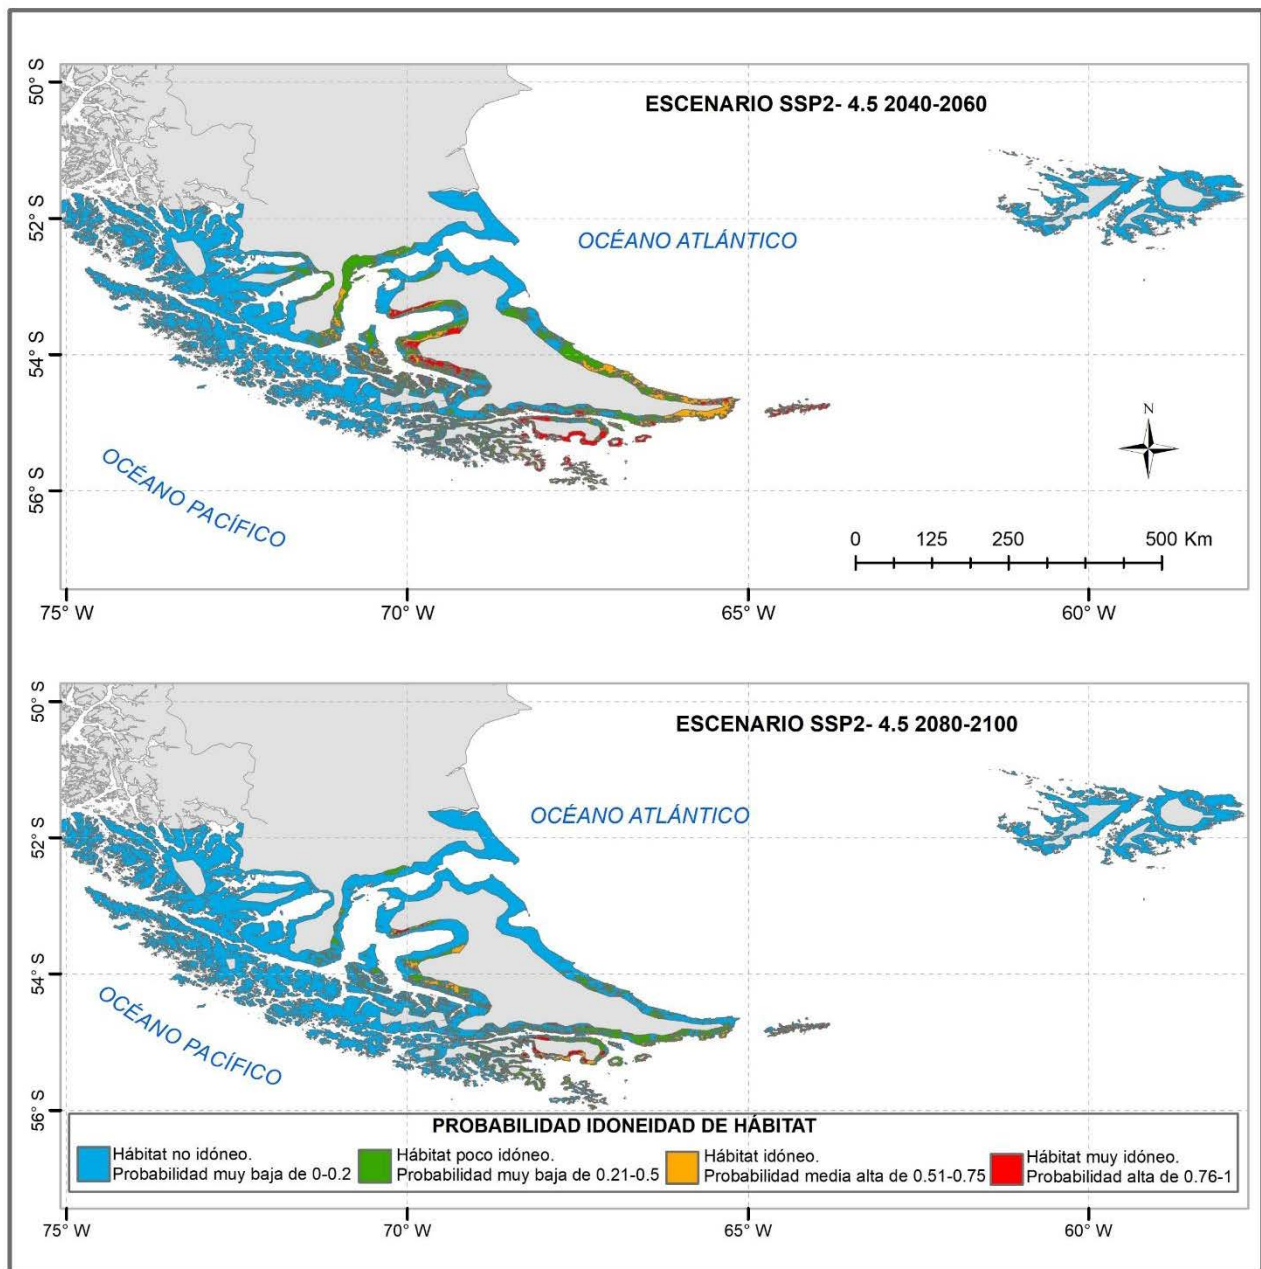 50° S
ESCENARIO SSP2- 4.5 2040-2060
52° S
OCÉANO ATLÁNTICO
54° S
N
OCÉANO PACÍFICO
56° S
0 125 250 500 Km
75° W 70° W 65° W 60° W
50° S
ESCENARIO SSP2- 4.5 2080-2100
OCÉANO ATLÁNTICO
52° S
54° S
OCÉANO PACÍFICO
56° S
PROBABILIDAD IDONEIDAD DE HÁBITAT
Hábitat no idóneo.
Probabilidad muy baja de 0-0.2
Hábitat poco idóneo.
Probabilidad muy baja de 0.21-0.5
Hábitat idóneo.
Probabilidad media alta de 0.51-0.75
Hábitat muy idóneo.
Probabilidad alta de 0.76-1
75° W 70° W 65° W 60° W